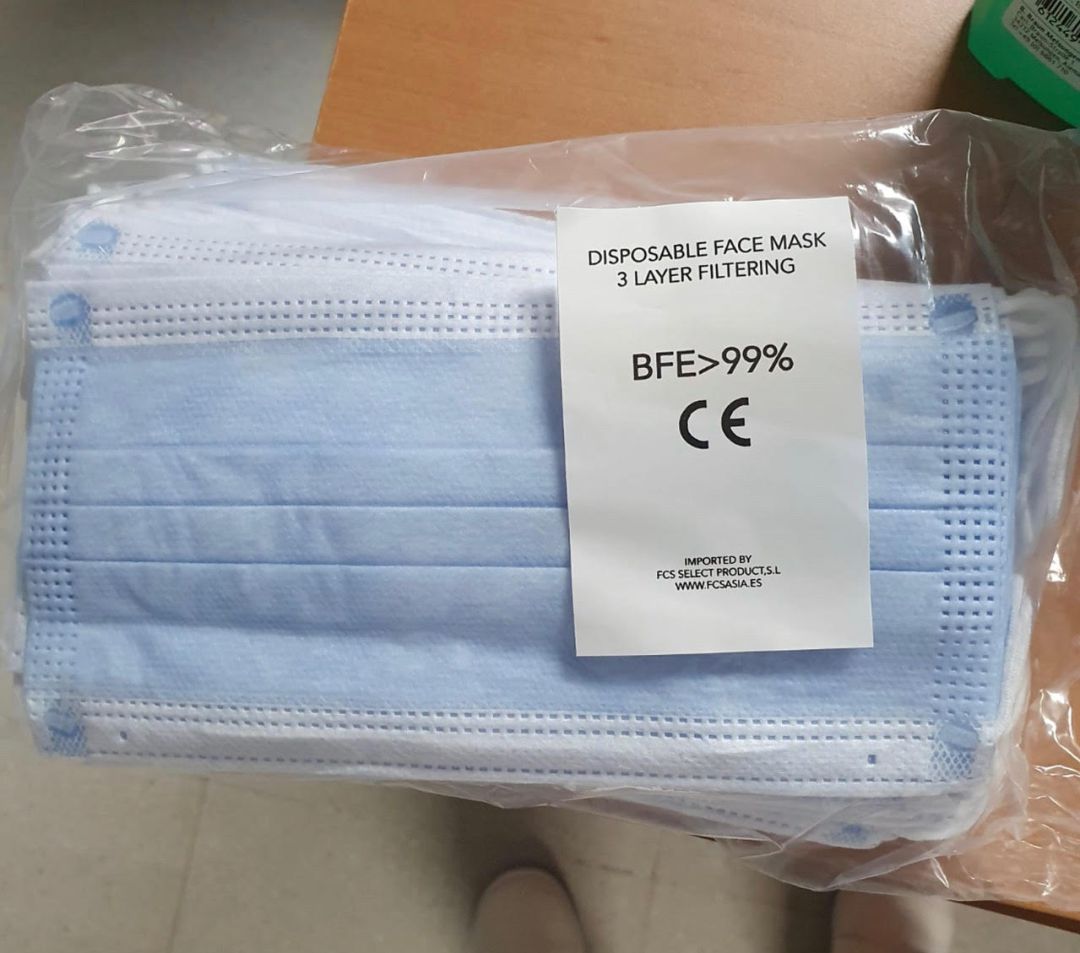 DISPOSABLE FACE MASK
3 LAYER FILTERING
BFE>99%
CE
IMPORTED BY
FCS SELECT PRODUCT,S.L
WWW.FCSASIA.ES